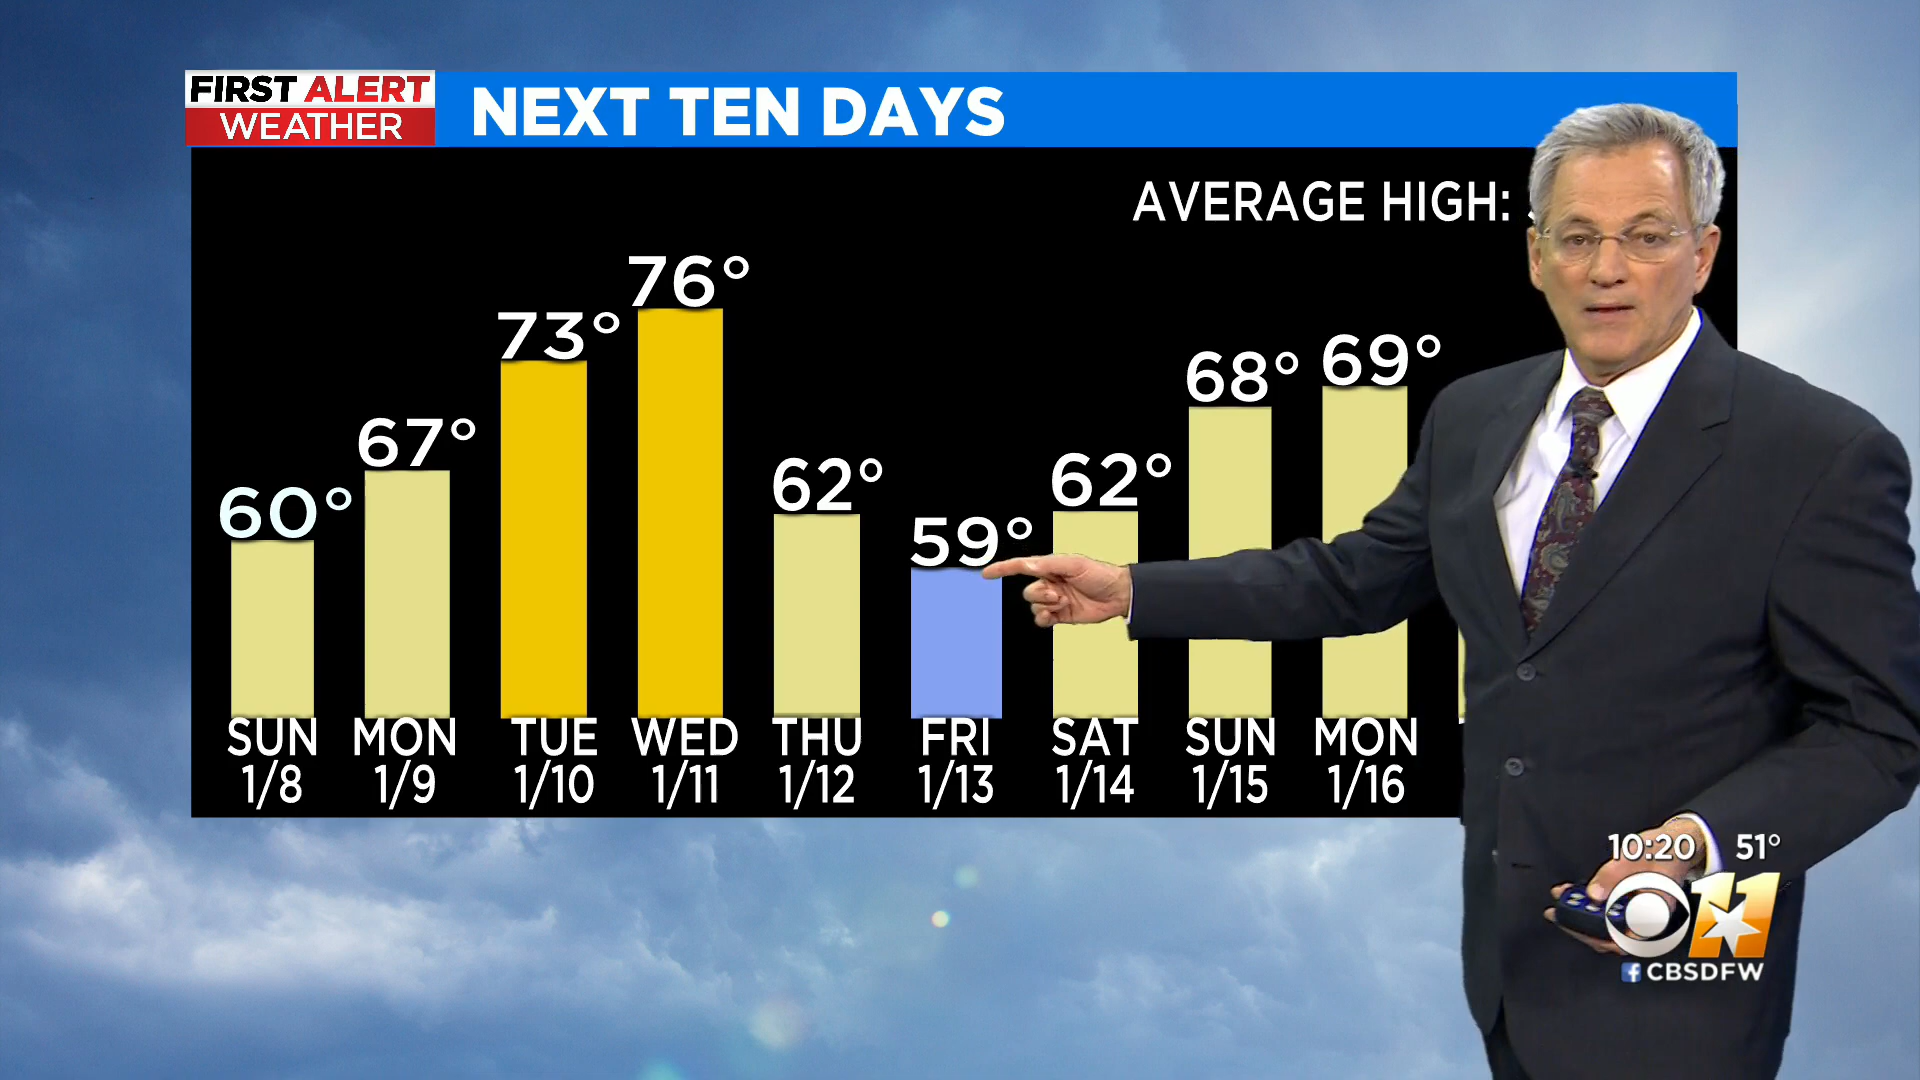 FIRST ALERT
WEATHER
NEXT TEN DAYS
AVERAGE HIGH:
60° 67° 73° 76° 62° 59° 62° 68° 69°
SUN MON TUE WED THU FRI SAT SUN MON
1/8 1/9 1/10 1/11 1/12 1/13 1/14 1/15 1/16
10:20 51°
11
f CBSDFW